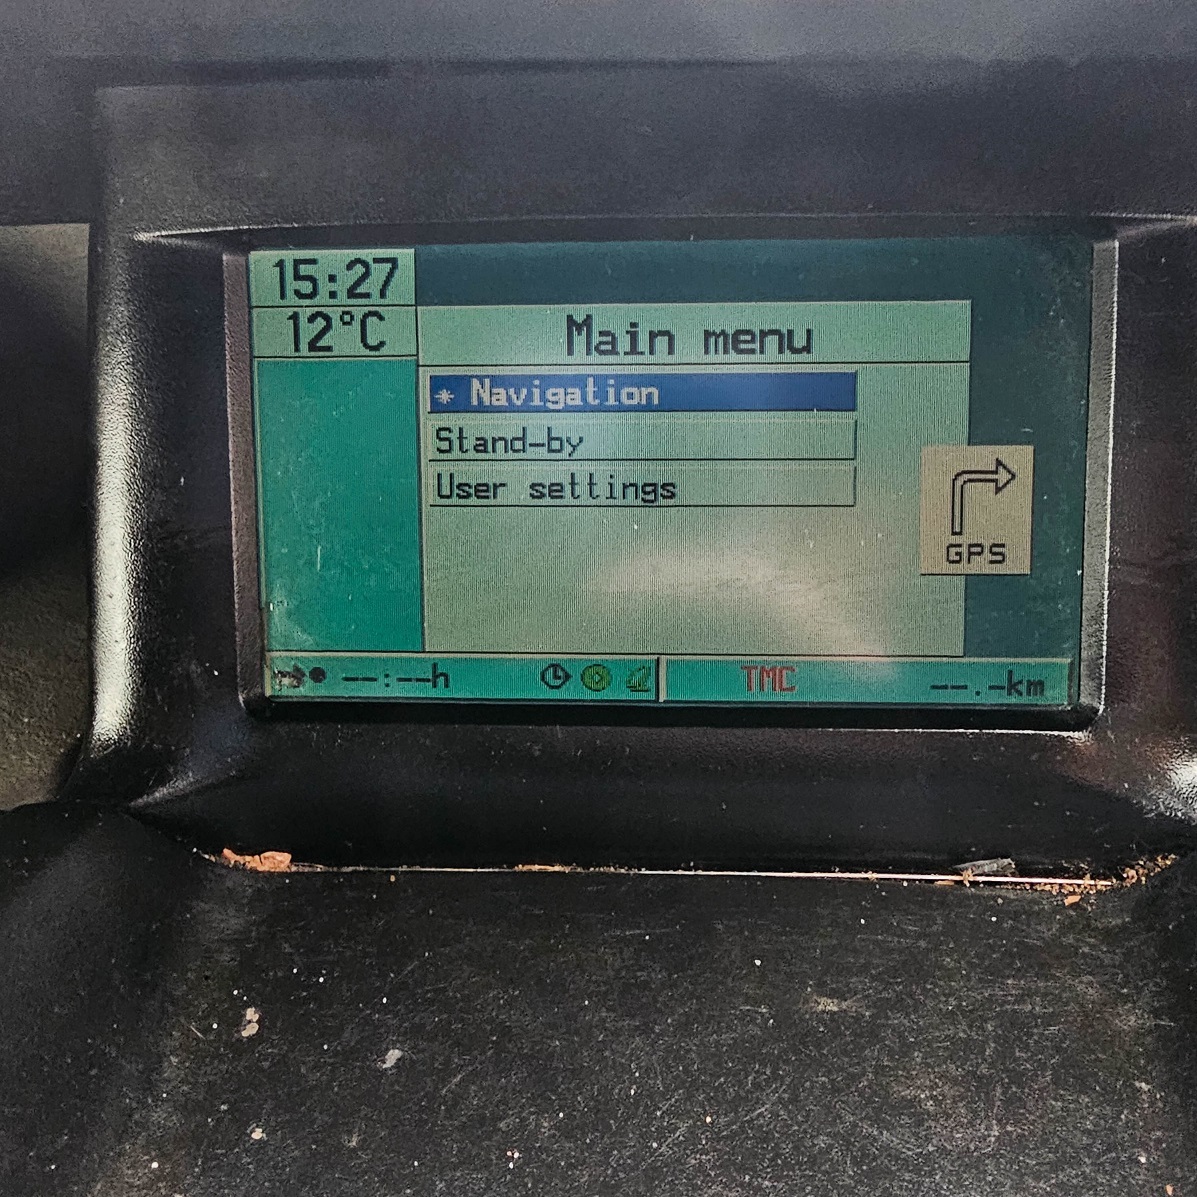 15:27
12°C
Main menu
* Navigation
Stand-by
User settings
GPS
--:--h
TMC
--.-km